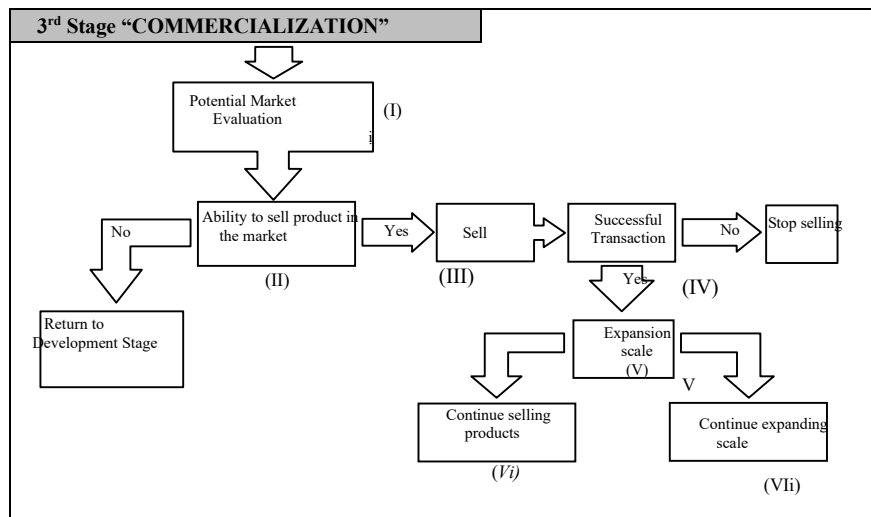 3rd Stage “COMMERCIALIZATION”
Potential Market
Evaluation
(I)
i
Ability to sell product in
the market
(II)
No
Return to
Development Stage
Yes
Sell
(III)
Successful
Transaction
(IV)
No
Stop selling
Yes
Expansion
scale
(V)
V
Continue selling
products
(Vi)
Continue expanding
scale
(VIi)